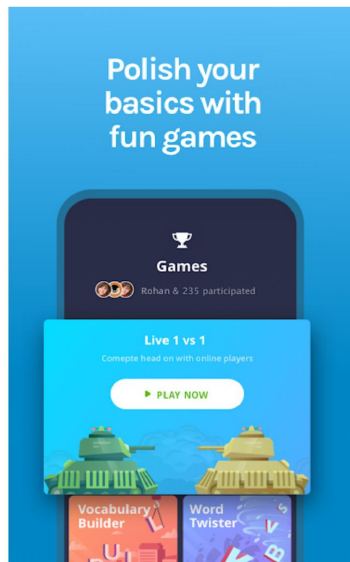 Polish your
basics with
fun games
Games
Rohan & 235 participated
Live 1 vs 1
Comepte head on with online players
PLAY NOW
Vocabulary
Builder
Word
Twister